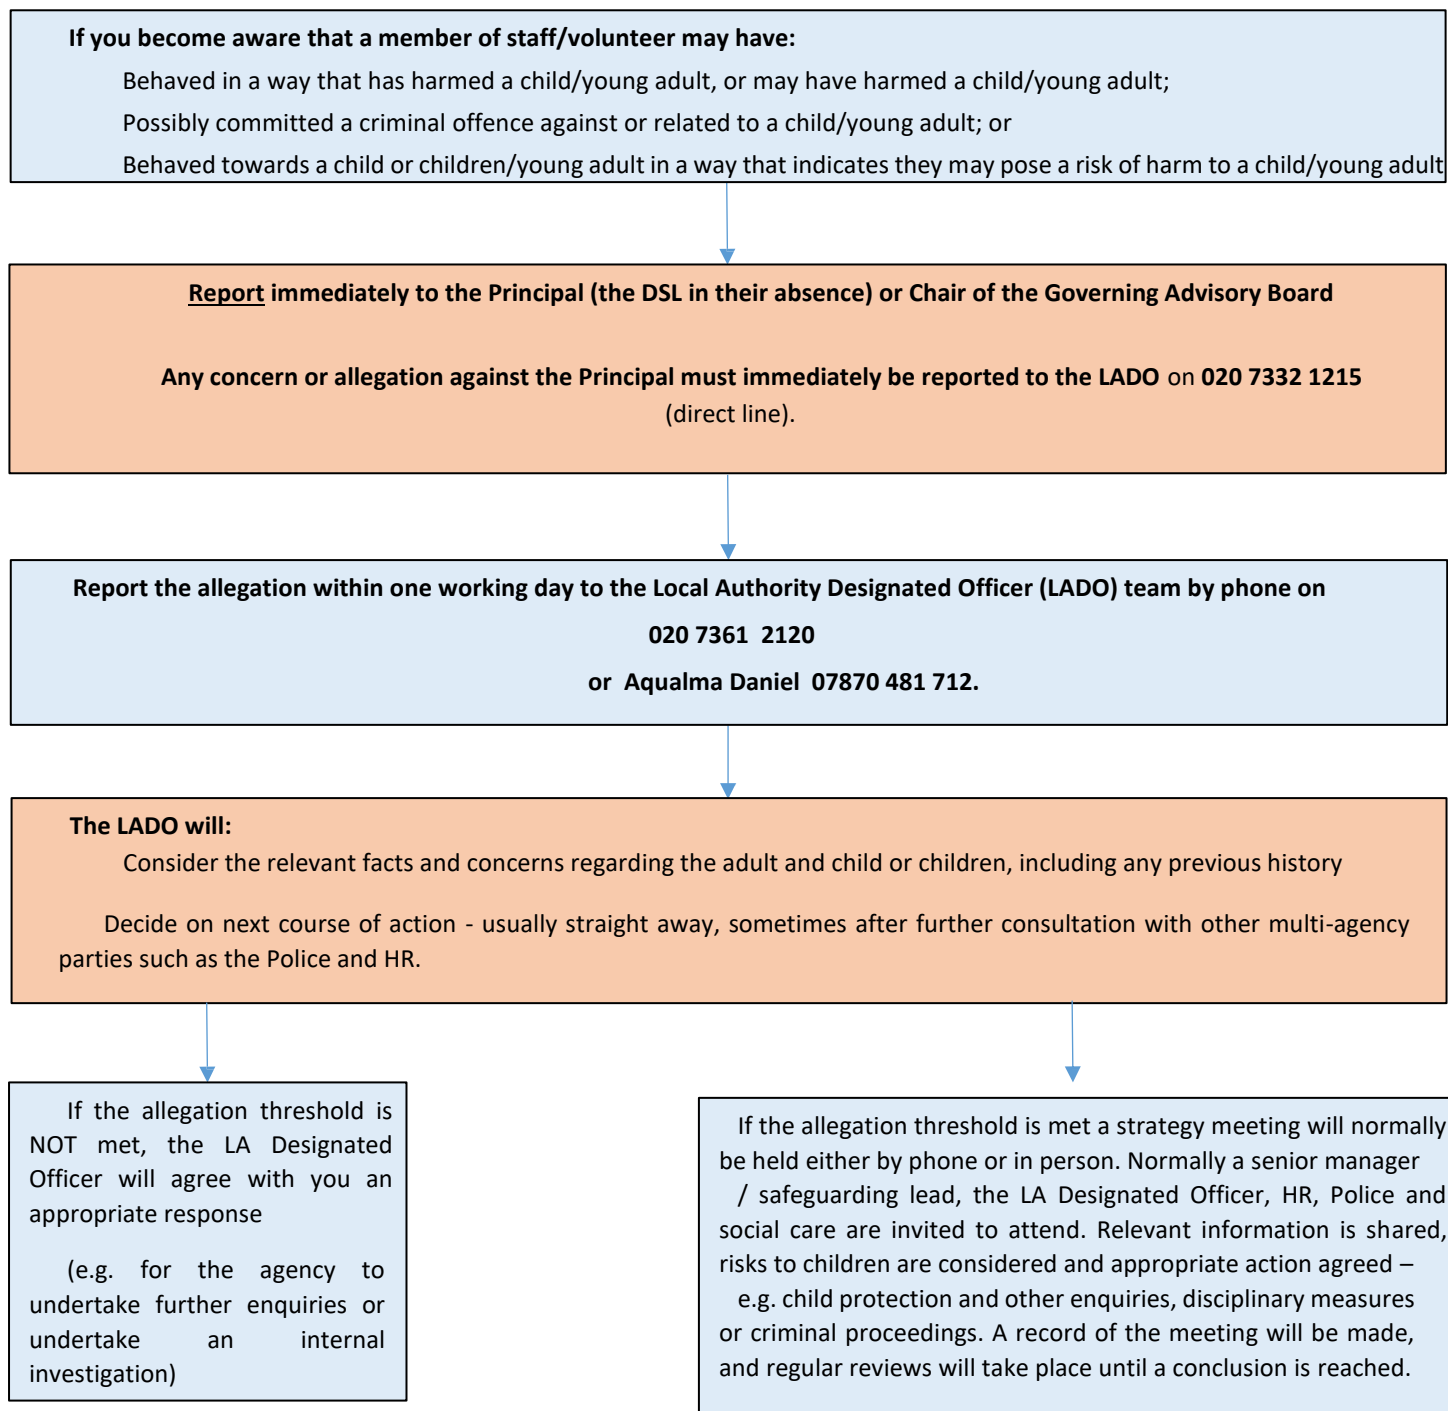 If you become aware that a member of staff/volunteer may have:
Behaved in a way that has harmed a child/young adult, or may have harmed a child/young adult;
Possibly committed a criminal offence against or related to a child/young adult; or
Behaved towards a child or children/young adult in a way that indicates they may pose a risk of harm to a child/young adult
Report immediately to the Principal (the DSL in their absence) or Chair of the Governing Advisory Board
Any concern or allegation against the Principal must immediately be reported to the LADO on 020 7332 1215
(direct line).
Report the allegation within one working day to the Local Authority Designated Officer (LADO) team by phone on
020 7361 2120
or Aqualma Daniel 07870 481 712.
The LADO will:
Consider the relevant facts and concerns regarding the adult and child or children, including any previous history
Decide on next course of action - usually straight away, sometimes after further consultation with other multi-agency
parties such as the Police and HR.
If the allegation threshold is
NOT met, the LA Designated
Officer will agree with you an
appropriate response
(e.g. for the agency to
undertake further enquiries or
undertake an internal
investigation)
If the allegation threshold is met a strategy meeting will normally
be held either by phone or in person. Normally a senior manager
/ safeguarding lead, the LA Designated Officer, HR, Police and
social care are invited to attend. Relevant information is shared,
risks to children are considered and appropriate action agreed –
e.g. child protection and other enquiries, disciplinary measures
or criminal proceedings. A record of the meeting will be made,
and regular reviews will take place until a conclusion is reached.